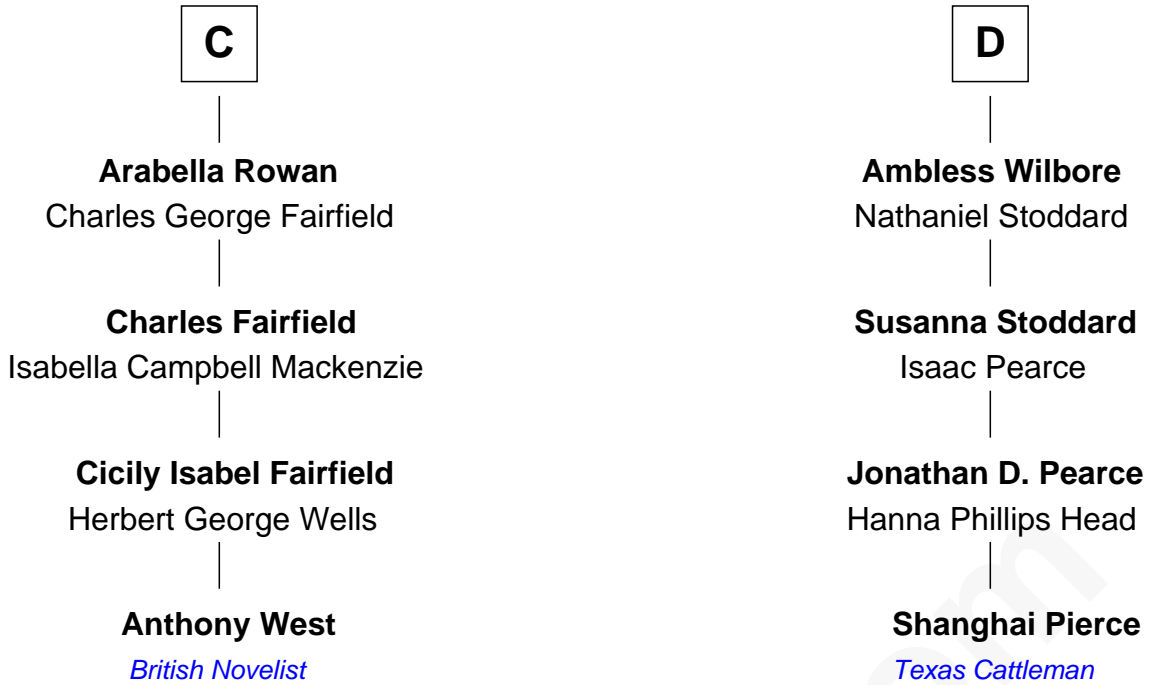 C
D
Arabella Rowan
Charles George Fairfield
Ambless Wilbore
Nathaniel Stoddard
Charles Fairfield
Isabella Campbell Mackenzie
Susanna Stoddard
Isaac Pearce
Cicily Isabel Fairfield
Herbert George Wells
Jonathan D. Pearce
Hanna Phillips Head
Anthony West
British Novelist
Shanghai Pierce
Texas Cattleman